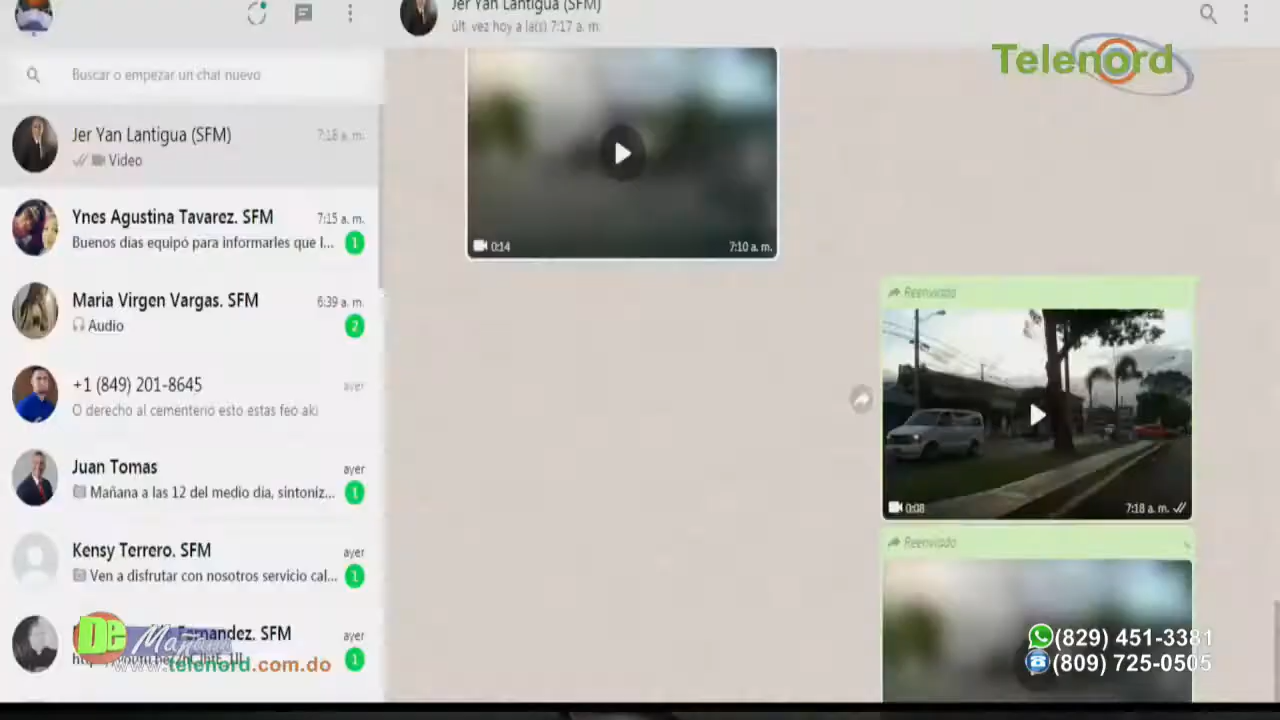 Jer Yan Lantigua (SFM)
últ. vez hoy a la(s) 7:17 a. m.
Telenord
Buscar o empezar un chat nuevo
Jer Yan Lantigua (SFM)
7:18 a. m.
Video
Ynes Agustina Tavarez. SFM
7:15 a. m.
Buenos días equipó para informarles que l...
1
Maria Virgen Vargas. SFM
6:39 a. m.
Audio
2
+1 (849) 201-8645
ayer
O derecho al cementerio esto estas feo aki
Juan Tomas
ayer
Mañana a las 12 del medio día, sintoniz...
1
Kensy Terrero. SFM
ayer
Ven a disfrutar con nosotros servicio cal...
1
Fernandez. SFM
ayer
1
De Mañana
www.telenord.com.do
0:14
7:10 a. m.
Reenviado
0:08
7:18 a. m.
Reenviado
(829) 451-3381
(809) 725-0505